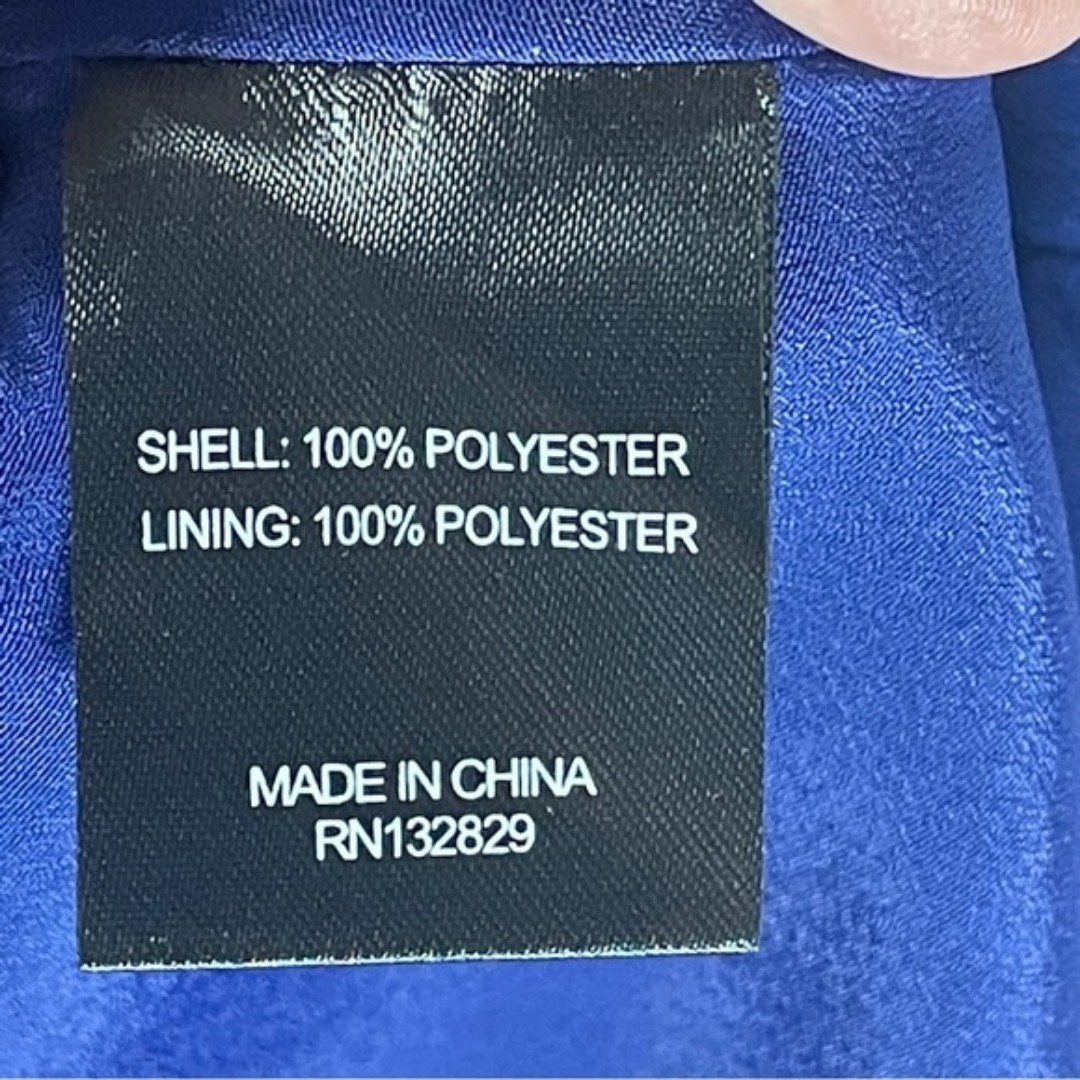 SHELL: 100% POLYESTER
LINING: 100% POLYESTER
MADE IN CHINA
RN132829